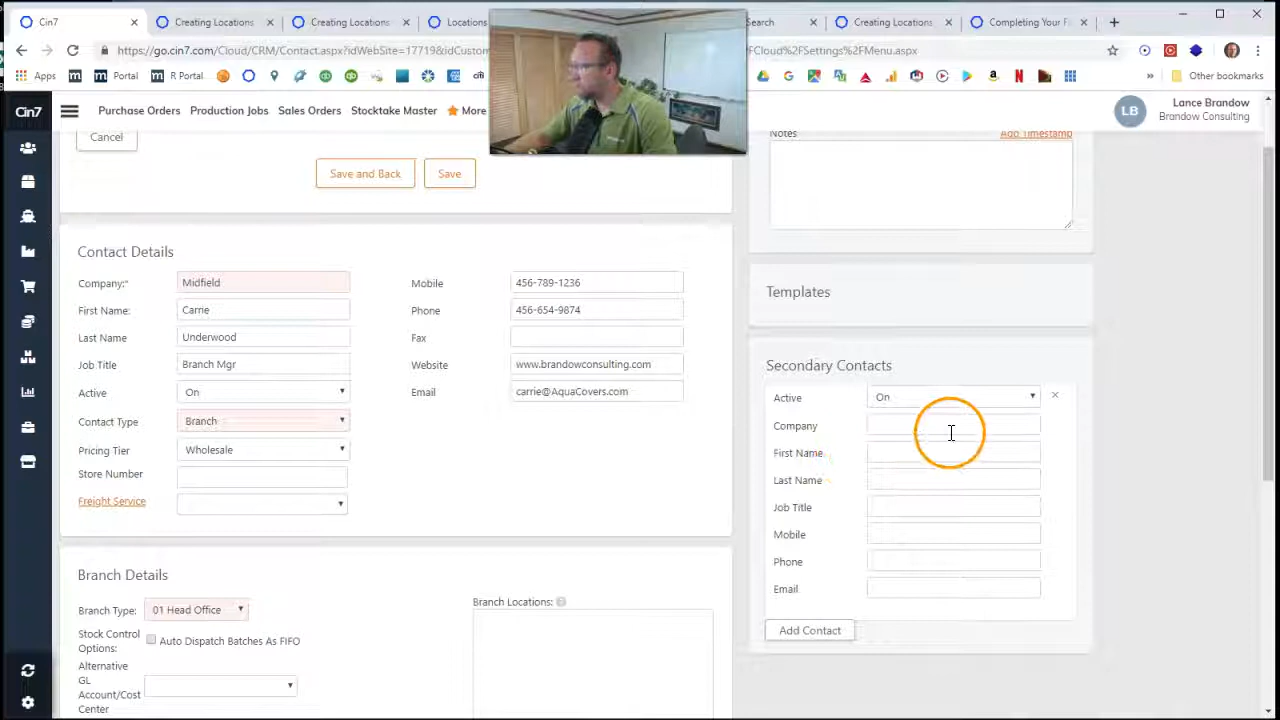 Cin7
Creating Locations
Creating Locations
Locations
Search
Creating Locations
Completing Your F
https://go.cin7.com/Cloud/CRM/Contact.aspx?idWebSite=17719&idCustom
FCloud%2FSettings%2FMenu.aspx
Apps
Portal
R Portal
Other bookmarks
Cin7
Purchase Orders
Production Jobs
Sales Orders
Stocktake Master
More
LB
Lance Brandow
Brandow Consulting
Cancel
Save and Back
Save
Notes
Add Timestamp
Contact Details
Company:* Midfield
First Name: Carrie
Last Name Underwood
Job Title Branch Mgr
Active On
Contact Type Branch
Pricing Tier Wholesale
Store Number
Freight Service
Mobile 456-789-1236
Phone 456-654-9874
Fax
Website www.brandowconsulting.com
Email carrie@AquaCovers.com
Templates
Secondary Contacts
Active On
Company
First Name
Last Name
Job Title
Mobile
Phone
Email
Add Contact
Branch Details
Branch Type: 01 Head Office
Stock Control
Options:
Auto Dispatch Batches As FIFO
Alternative
GL
Account/Cost
Center
Branch Locations: